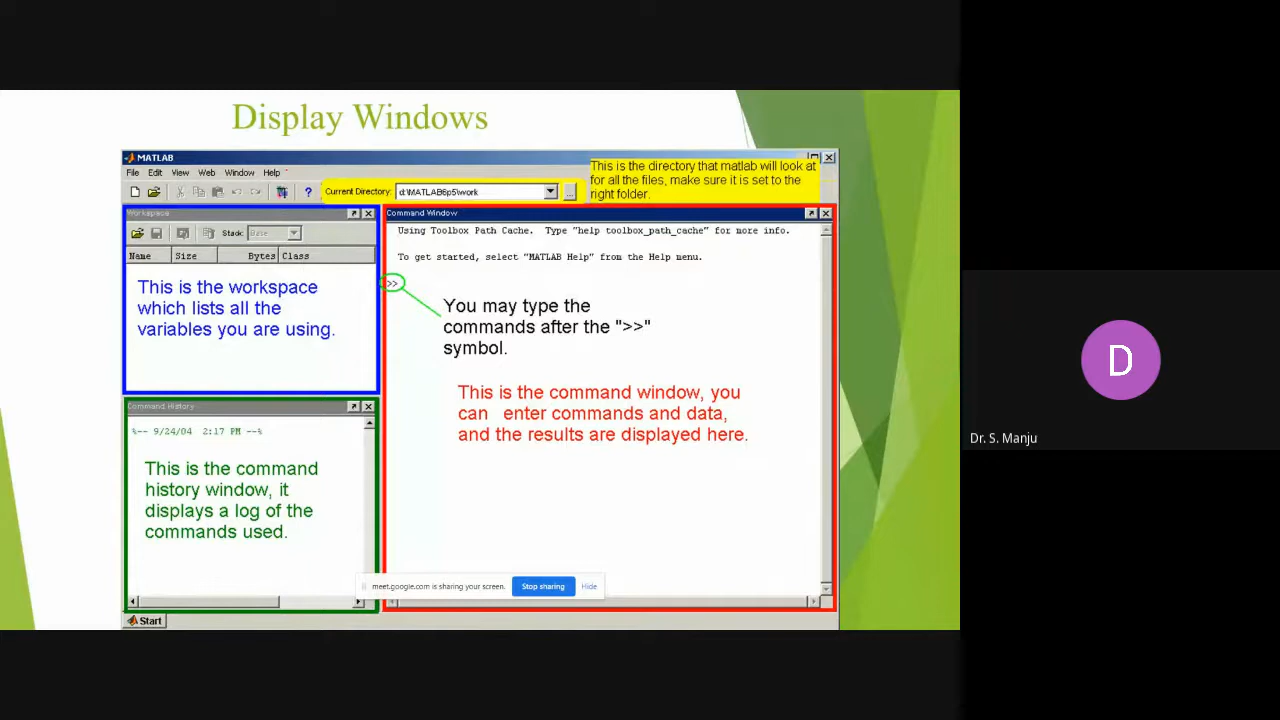 Display Windows
MATLAB
File Edit View Web Window Help
Current Directory: d:\MATLAB6p5\work ...
This is the directory that matlab will look at
for all the files, make sure it is set to the
right folder.
Workspace
Stack: Base
Name Size Bytes Class
This is the workspace
which lists all the
variables you are using.
Command History
%-- 9/24/04 2:17 PM --%
This is the command
history window, it
displays a log of the
commands used.
Command Window
Using Toolbox Path Cache. Type "help toolbox_path_cache" for more info.
To get started, select "MATLAB Help" from the Help menu.
>>
You may type the
commands after the ">>"
symbol.
This is the command window, you
can enter commands and data,
and the results are displayed here.
meet.google.com is sharing your screen. Stop sharing Hide
Start
D
Dr. S. Manju